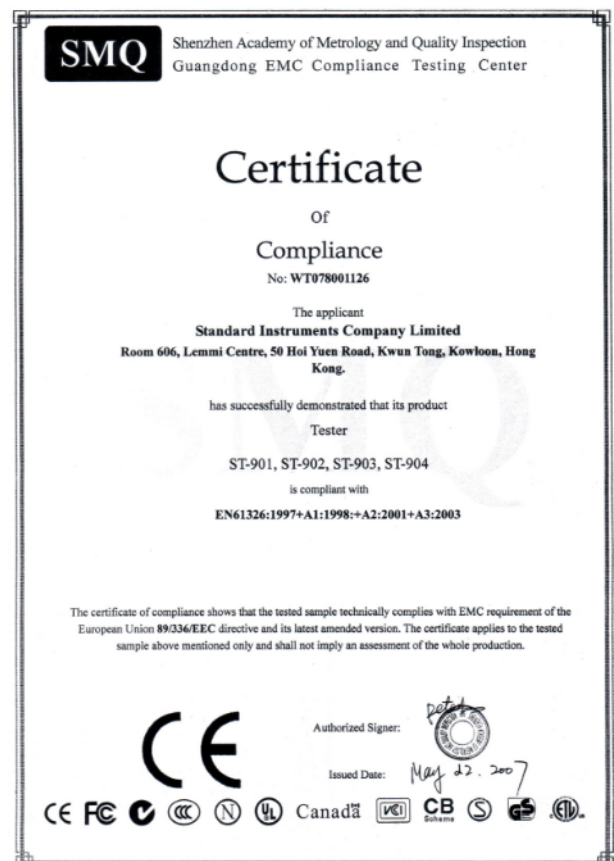 SMQ
Shenzhen Academy of Metrology and Quality Inspection
Guangdong EMC Compliance Testing Center
Certificate
Of
Compliance
No: WT078001126
The applicant
Standard Instruments Company Limited
Room 606, Lemmi Centre, 50 Hoi Yuen Road, Kwun Tong, Kowloon, Hong
Kong.
has successfully demonstrated that its product
Tester
ST-901, ST-902, ST-903, ST-904
is compliant with
EN61326:1997+A1:1998:+A2:2001+A3:2003
The certificate of compliance shows that the tested sample technically complies with EMC requirement of the
European Union 89/336/EEC directive and its latest amended version. The certificate applies to the tested
sample above mentioned only and shall not imply an assessment of the whole production.
CE
Authorized Signer:
Issued Date: May 22. 2007
CE FC CCC N UL Canada VCI CB Scheme S GS ETL